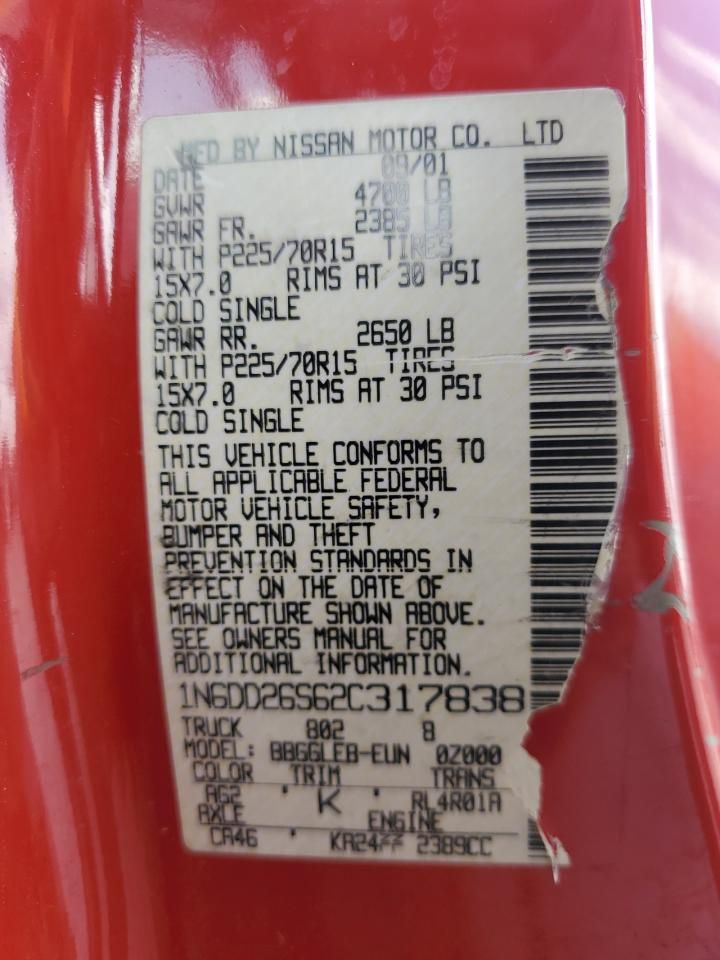 MFD BY NISSAN MOTOR CO. LTD
DATE 09/01
GVWR 4700 LB
GAWR FR. 2385 LB
WITH P225/70R15 TIRES
15X7.0 RIMS AT 30 PSI
COLD SINGLE
GAWR RR. 2650 LB
WITH P225/70R15 TIRES
15X7.0 RIMS AT 30 PSI
COLD SINGLE
THIS VEHICLE CONFORMS TO
ALL APPLICABLE FEDERAL
MOTOR VEHICLE SAFETY,
BUMPER AND THEFT
PREVENTION STANDARDS IN
EFFECT ON THE DATE OF
MANUFACTURE SHOWN ABOVE.
SEE OWNERS MANUAL FOR
ADDITIONAL INFORMATION.
1N6DD26S62C317838
TRUCK 802 8
MODEL: BBGGLEB-EUN 0Z000
COLOR TRIM TRANS
AG2 K RL4R01A
AXLE ENGINE
CA46 2389CC